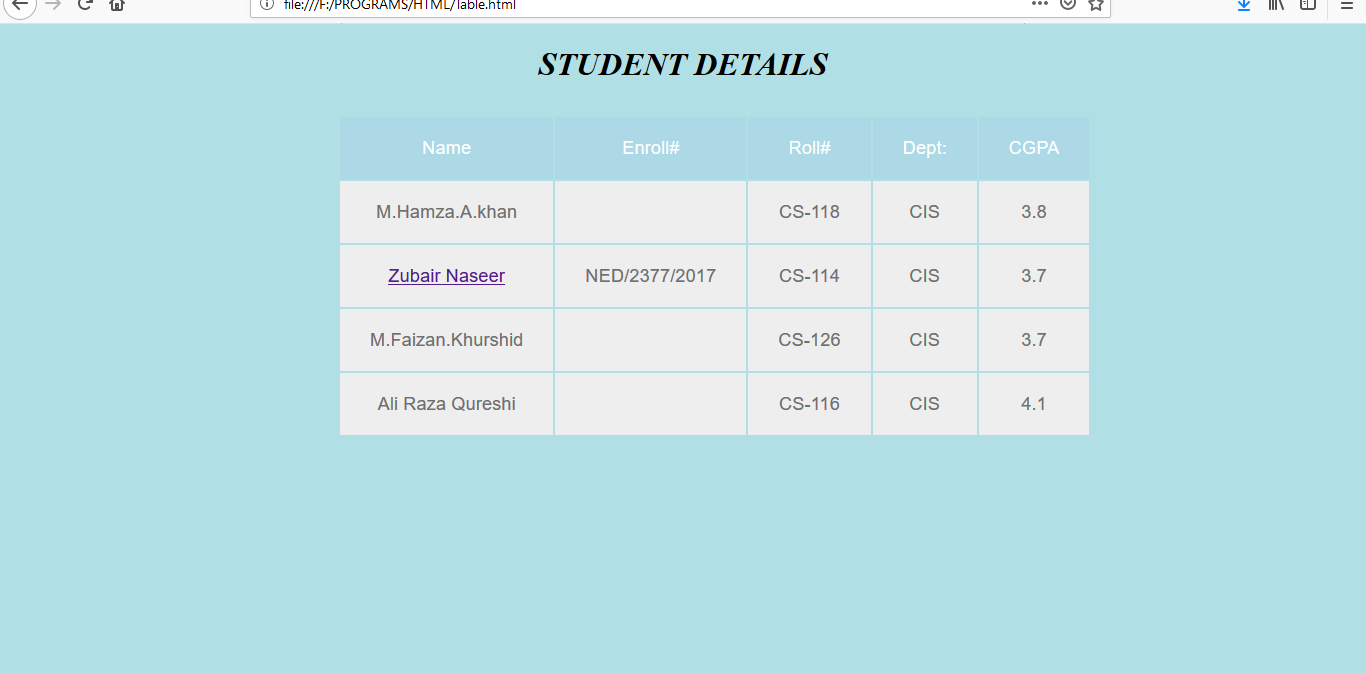 file:///F:/PROGRAMS/HTML/Table.html
STUDENT DETAILS
Name Enroll# Roll# Dept: CGPA
M.Hamza.A.khan CS-118 CIS 3.8
Zubair Naseer NED/2377/2017 CS-114 CIS 3.7
M.Faizan.Khurshid CS-126 CIS 3.7
Ali Raza Qureshi CS-116 CIS 4.1